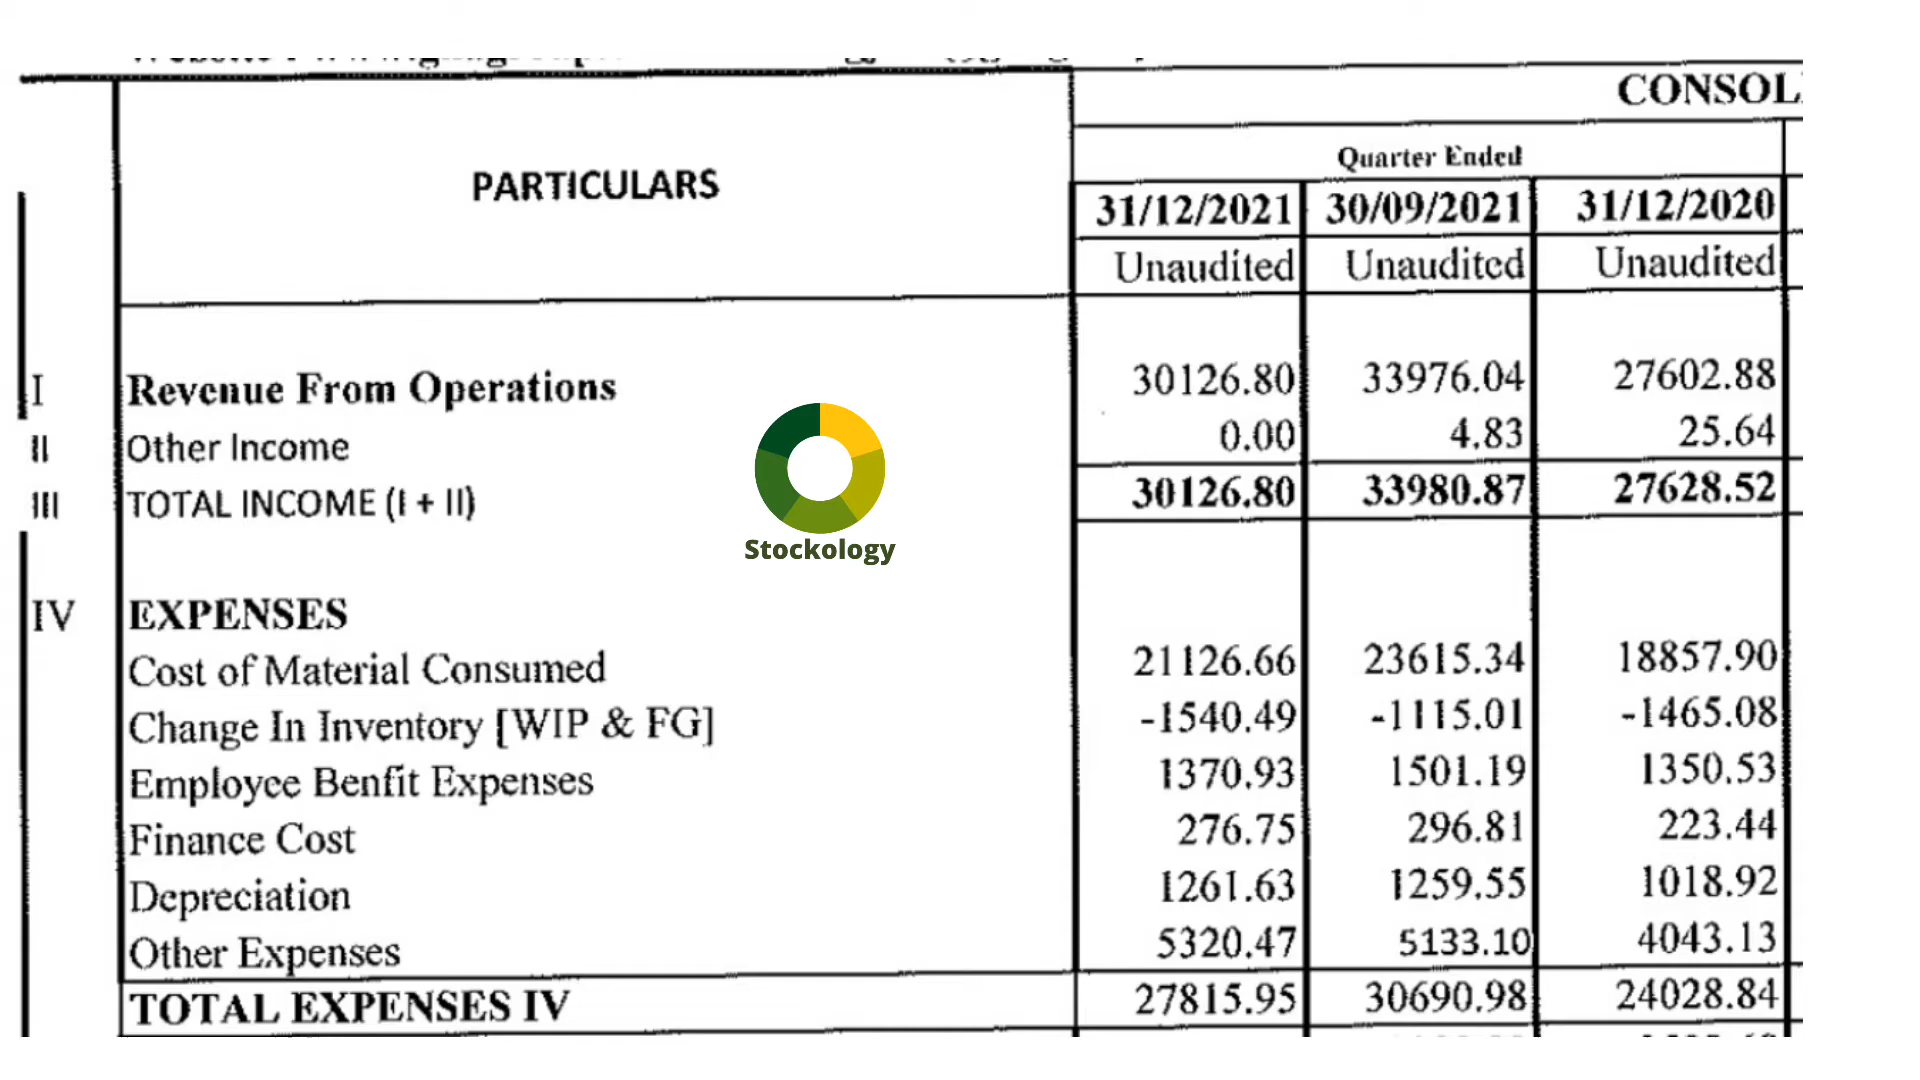 CONSOL
Quarter Ended
PARTICULARS
31/12/2021 30/09/2021 31/12/2020
Unaudited Unaudited Unaudited
I Revenue From Operations 30126.80 33976.04 27602.88
II Other Income 0.00 4.83 25.64
III TOTAL INCOME (I + II) 30126.80 33980.87 27628.52
Stockology
IV EXPENSES
Cost of Material Consumed 21126.66 23615.34 18857.90
Change In Inventory [WIP & FG] -1540.49 -1115.01 -1465.08
Employee Benfit Expenses 1370.93 1501.19 1350.53
Finance Cost 276.75 296.81 223.44
Depreciation 1261.63 1259.55 1018.92
Other Expenses 5320.47 5133.10 4043.13
TOTAL EXPENSES IV 27815.95 30690.98 24028.84